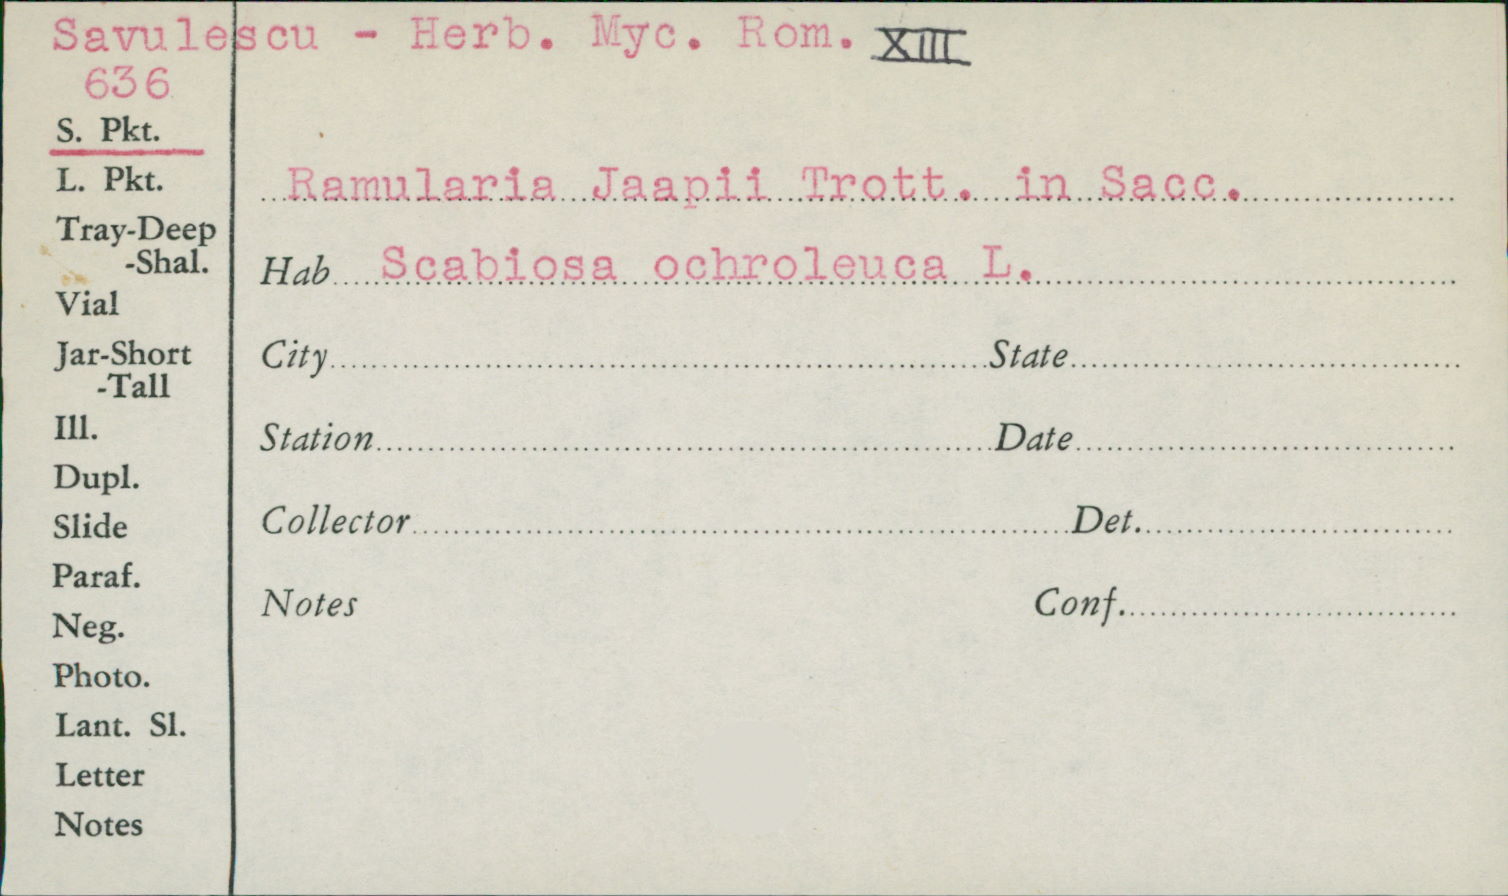 Savulescu - Herb. Myc. Rom. XIII
636
S. Pkt.
L. Pkt.
Ramularia Jaapii Trott. in Sacc.
Tray-Deep
-Shal.
Hab Scabiosa ochroleuca L.
Vial
Jar-Short
-Tall
City State
Ill.
Station Date
Dupl.
Slide
Collector Det.
Paraf.
Neg.
Notes Conf.
Photo.
Lant. Sl.
Letter
Notes